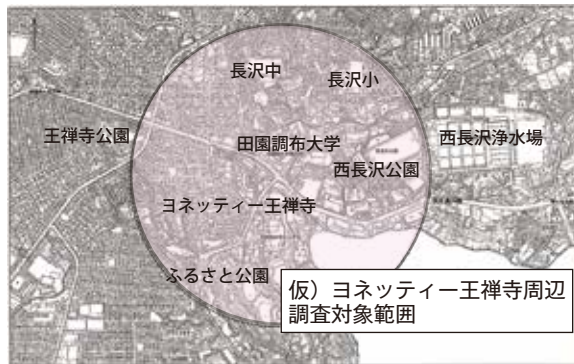 長沢中
長沢小
王禅寺公園
田園調布大学
西長沢浄水場
西長沢公園
ヨネッティー王禅寺
ふるさと公園
仮）ヨネッティー王禅寺周辺
調査対象範囲